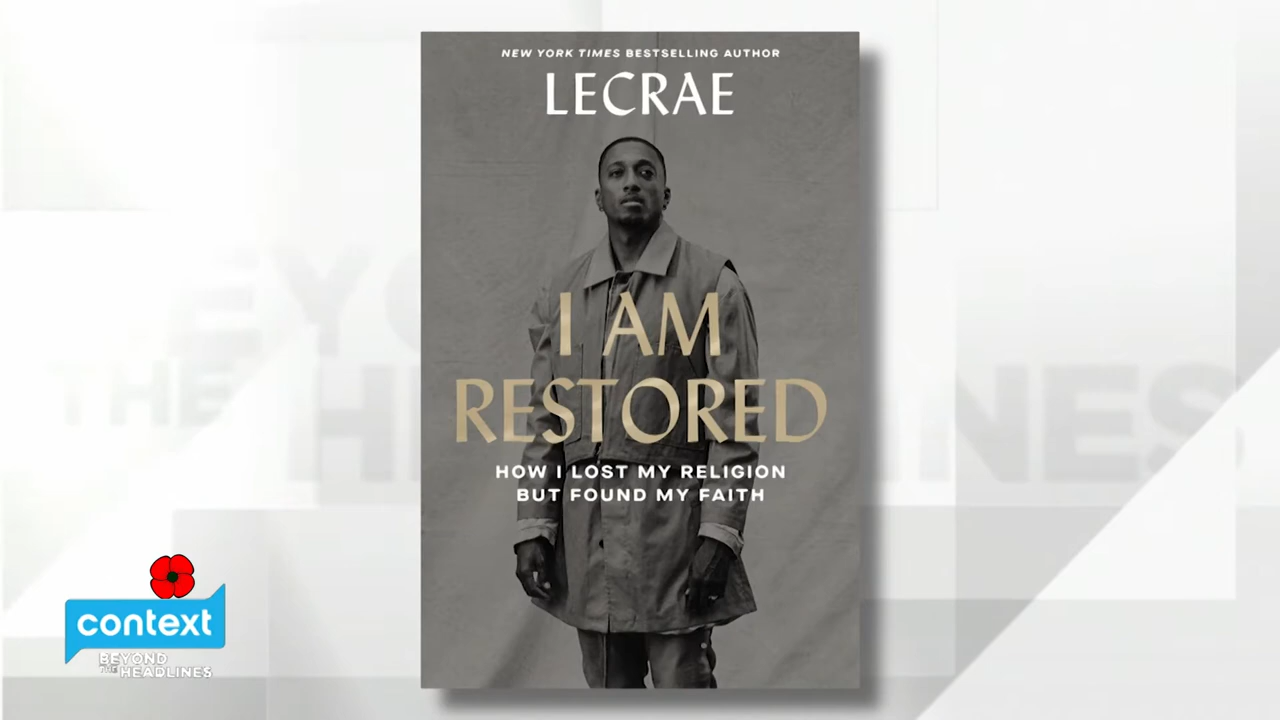 NEW YORK TIMES BESTSELLING AUTHOR
LECRAE
I AM
RESTORED
HOW I LOST MY RELIGION
BUT FOUND MY FAITH
context
BEYOND
THE HEADLINES